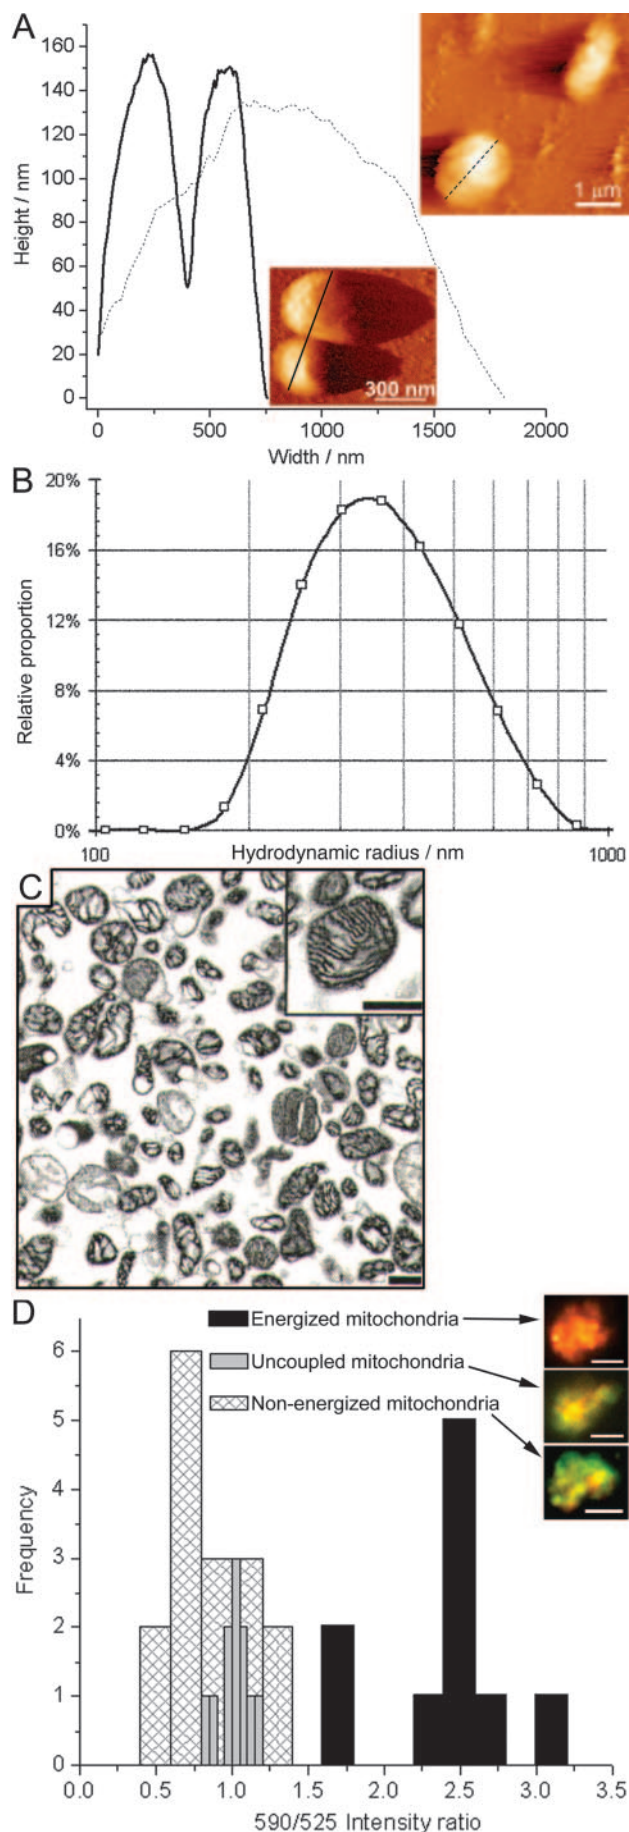 A
160
140
120
100
80
60
40
20
0
Height / nm
1 μm
300 nm
0
500
1000
1500
2000
Width / nm
B
20%
16%
12%
8%
4%
0%
Relative proportion
100
Hydrodynamic radius / nm
1000
C
D
Energized mitochondria
Uncoupled mitochondria
Non-energized mitochondria
6
5
4
3
2
1
0
Frequency
0.0
0.5
1.0
1.5
2.0
2.5
3.0
3.5
590/525 Intensity ratio